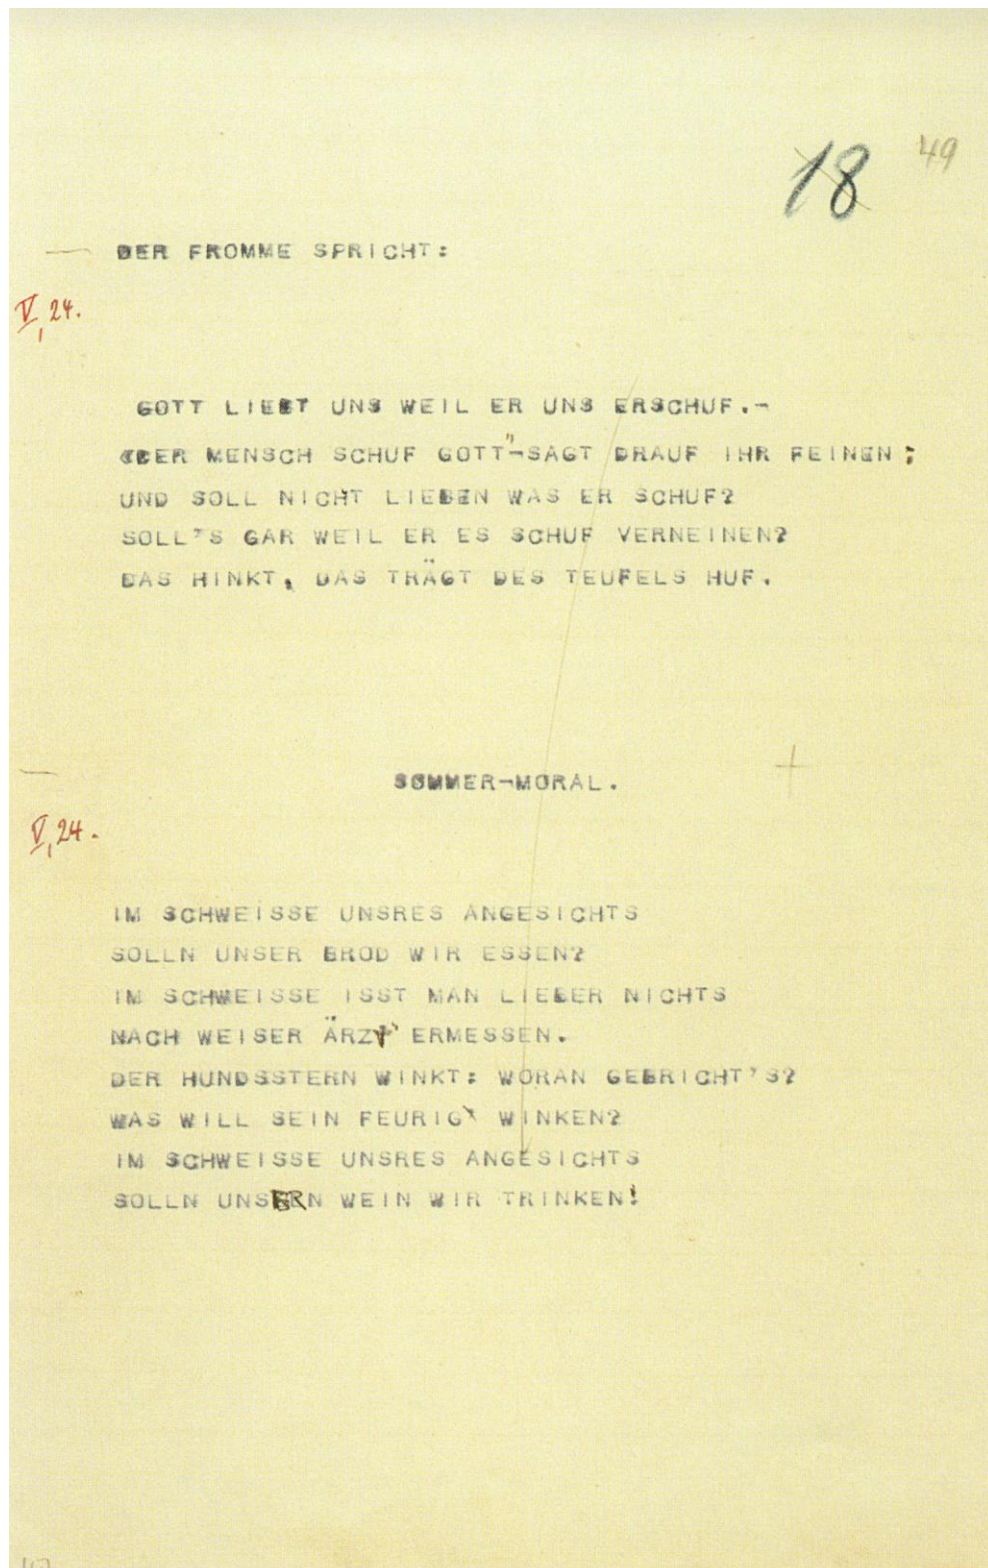 18 49
— DER FROMME SPRICHT:
V, 24.
GOTT LIEBT UNS WEIL ER UNS ERSCHUF.-
DER MENSCH SCHUF GOTT"-SAGT DRAUF IHR FEINEN;
UND SOLL NICHT LIEBEN WAS ER SCHUF?
SOLL'S GAR WEIL ER ES SCHUF VERNEINEN?
DAS HINKT, DAS TRÄGT DES TEUFELS HUF.
— SOMMER-MORAL. +
V, 24.
IM SCHWEISSE UNSRES ANGESICHTS
SOLLN UNSER BROD WIR ESSEN?
IM SCHWEISSE ISST MAN LIEBER NICHTS
NACH WEISER ÄRZT' ERMESSEN.
DER HUNDSSTERN WINKT: WORAN GEBRICHT'S?
WAS WILL SEIN FEURIG' WINKEN?
IM SCHWEISSE UNSRES ANGESICHTS
SOLLN UNSERN WEIN WIR TRINKEN!